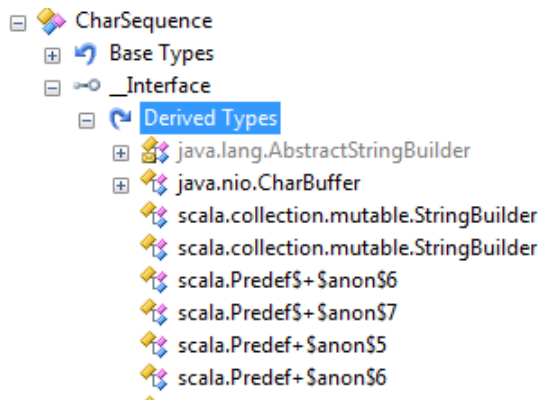 CharSequence
Base Types
__Interface
Derived Types
java.lang.AbstractStringBuilder
java.nio.CharBuffer
scala.collection.mutable.StringBuilder
scala.collection.mutable.StringBuilder
scala.Predef$+$anon$6
scala.Predef$+$anon$7
scala.Predef+$anon$5
scala.Predef+$anon$6